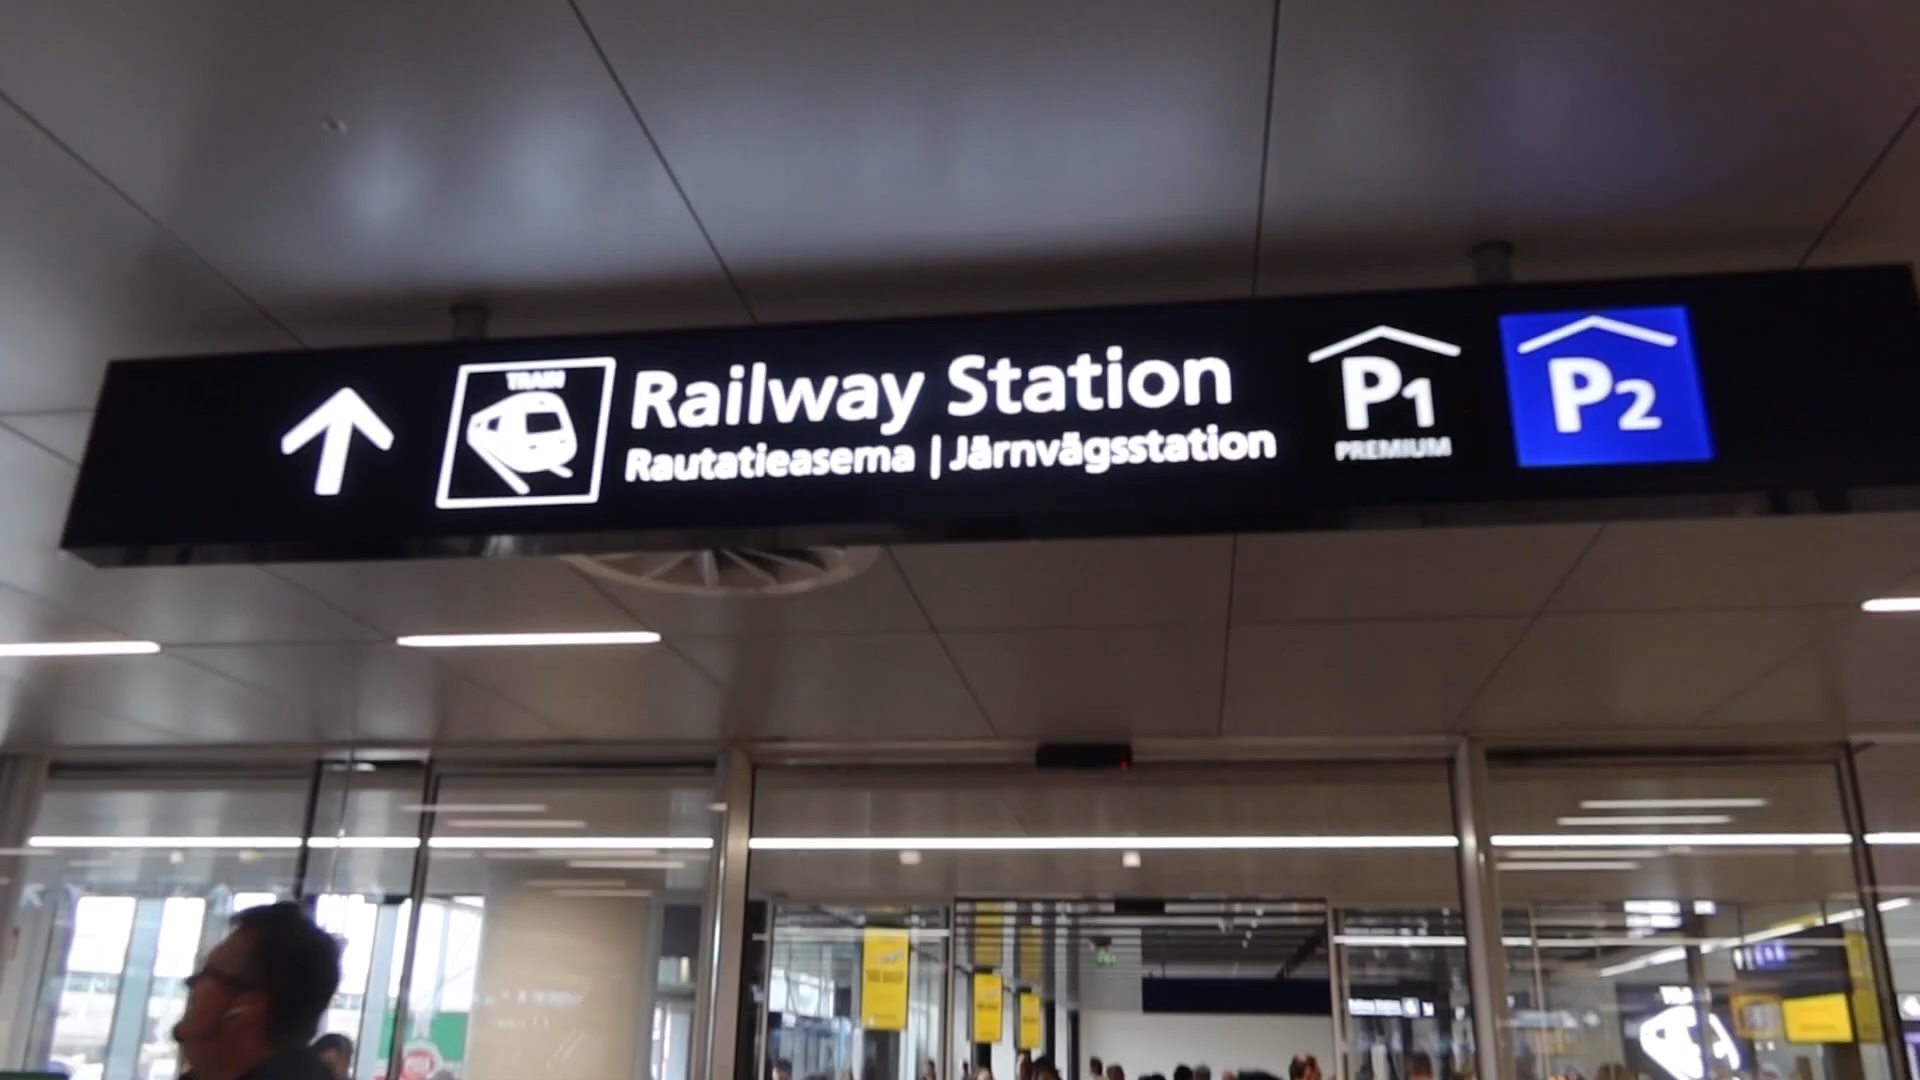 TRAIN
Railway Station
Rautatieasema | Järnvägsstation
P1
PREMIUM
P2